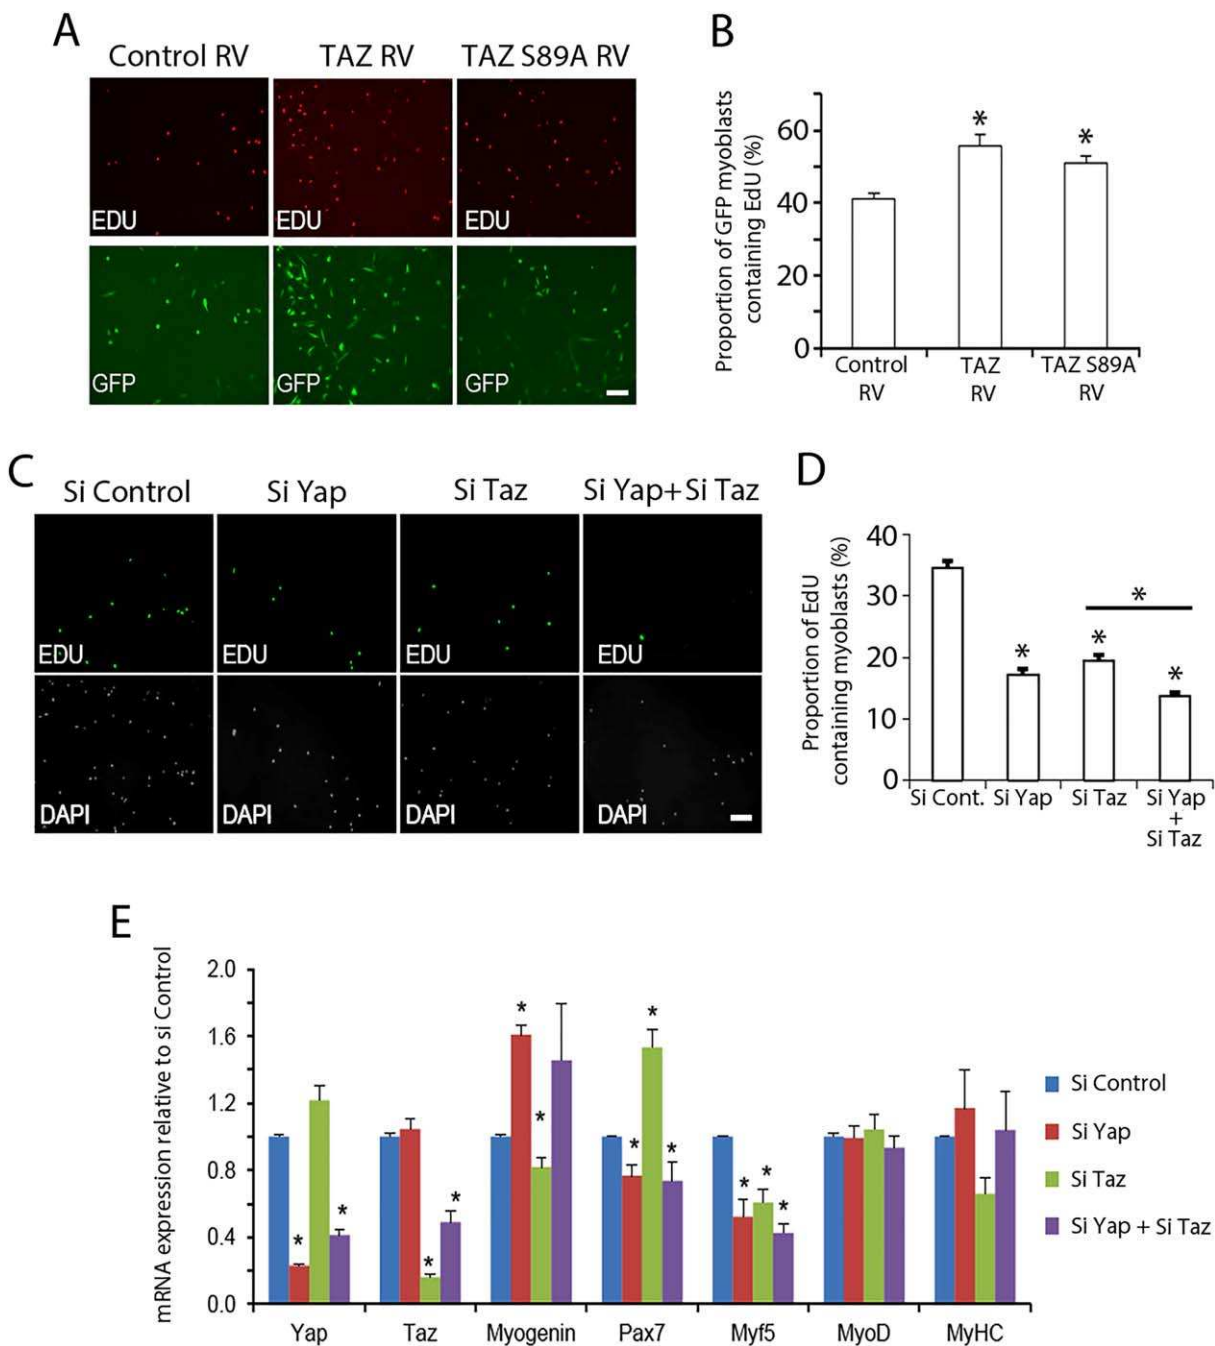 A
Control RV TAZ RV TAZ S89A RV
EDU EDU EDU
GFP GFP GFP
B
Proportion of GFP myoblasts
containing EdU (%)
60
40
20
0
* *
Control
RV
TAZ
RV
TAZ S89A
RV
C
Si Control Si Yap Si Taz Si Yap+Si Taz
EDU EDU EDU EDU
DAPI DAPI DAPI DAPI
D
Proportion of EdU
containing myoblasts (%)
40
30
20
10
0
*
* * *
Si Cont. Si Yap Si Taz Si Yap
+
Si Taz
E
mRNA expression relative to si Control
2.0
1.6
1.2
0.8
0.4
0.0
* * * * * * * * * * * *
Yap Taz Myogenin Pax7 Myf5 MyoD MyHC
Si Control
Si Yap
Si Taz
Si Yap + Si Taz